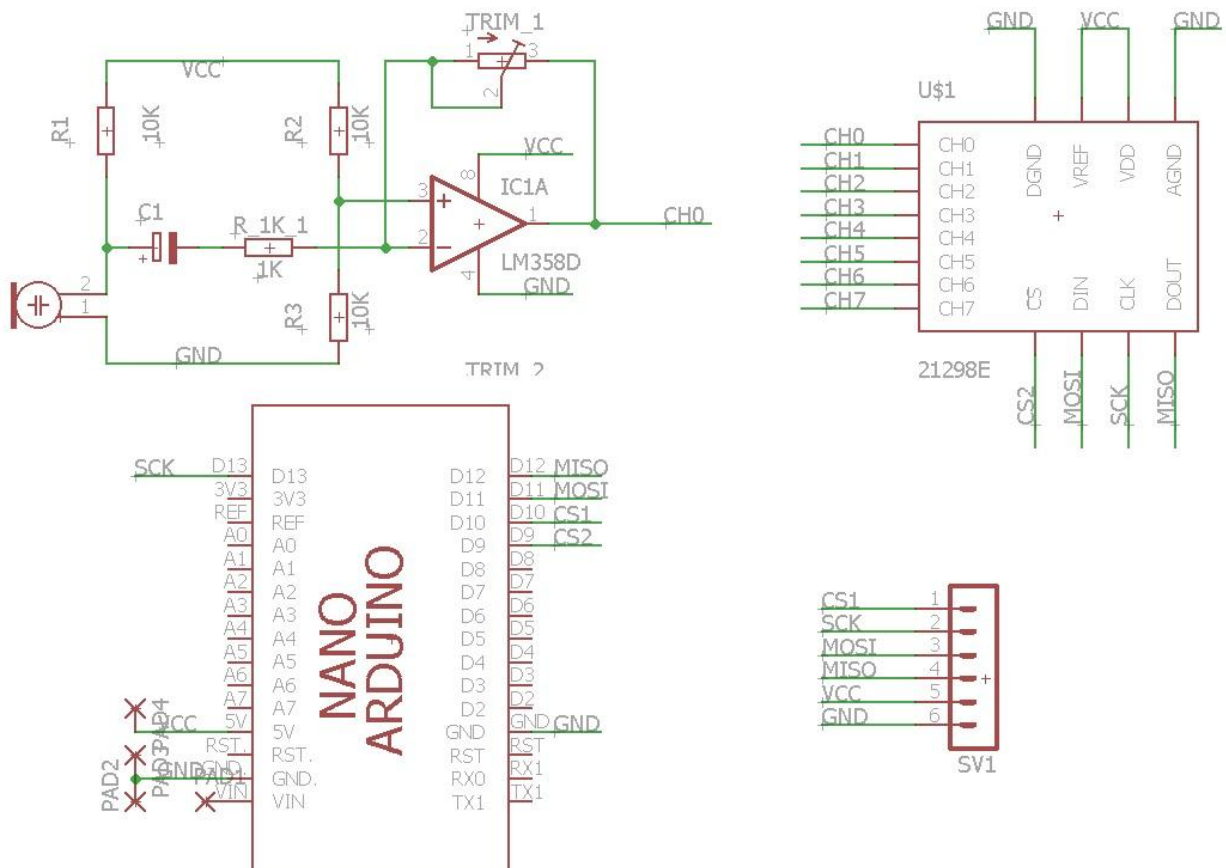 TRIM_1
1
3
2
VCC
R1
10K
R2
10K
VCC
8
IC1A
3
1
CH0
C1
R_1K_1
2
1K
LM358D
4
GND
2
1
R3
10K
GND
TRIM_2
GND
VCC
GND
U$1
CH0
CH1
CH2
CH3
CH4
CH5
CH6
CH7
CH0
CH1
CH2
CH3
CH4
CH5
CH6
CH7
DGND
VREF
VDD
AGND
CS
DIN
CLK
DOUT
21298E
CS2
MOSI
SCK
MISO
SCK
D13
3V3
REF
A0
A1
A2
A3
A4
A5
A6
A7
5V
RST.
GND.
VIN
D13
3V3
REF
A0
A1
A2
A3
A4
A5
A6
A7
5V
RST.
GND.
VIN
NANO
ARDUINO
D12
D11
D10
D9
D8
D7
D6
D5
D4
D3
D2
GND
RST
RX0
TX1
D12
D11
D10
D9
D8
D7
D6
D5
D4
D3
D2
GND
RST
RX1
TX1
MISO
MOSI
CS1
CS2
GND
VCC
GND
PAD4
PAD3
PAD2
PAD1
CS1
SCK
MOSI
MISO
VCC
GND
1
2
3
4
5
6
SV1